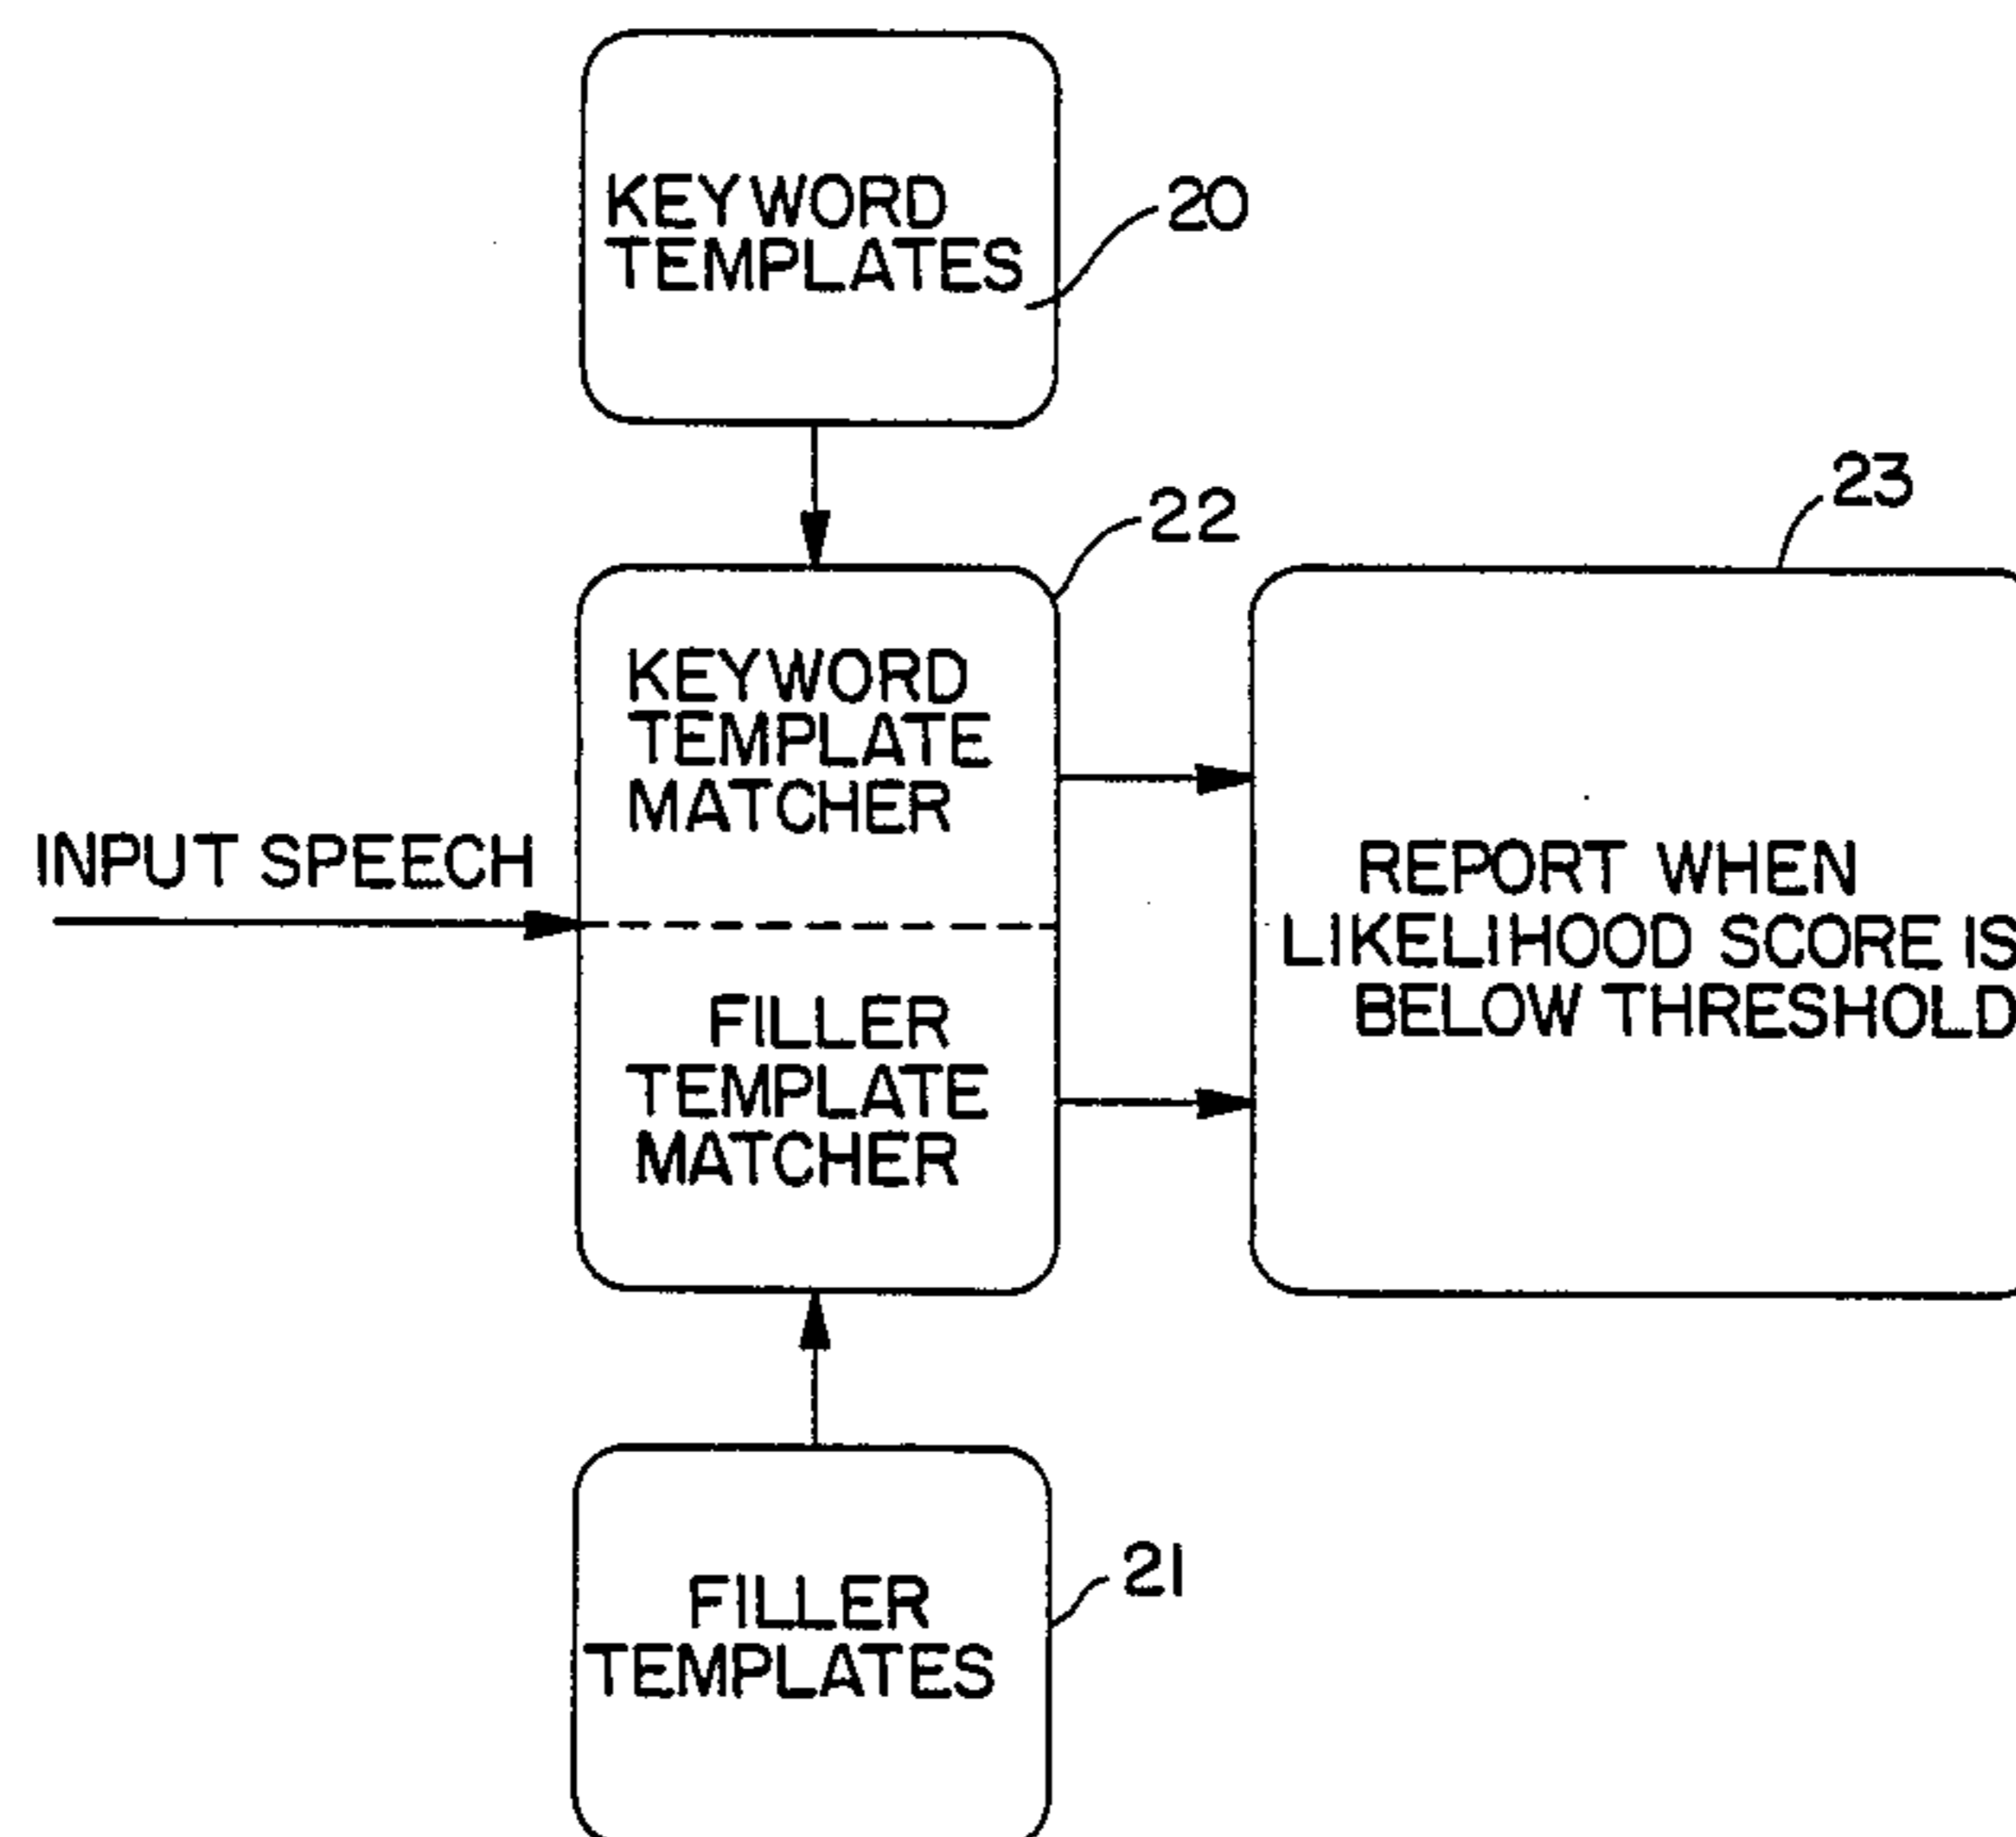 KEYWORD
TEMPLATES
20
22
23
KEYWORD
TEMPLATE
MATCHER
INPUT SPEECH
FILLER
TEMPLATE
MATCHER
REPORT WHEN
LIKELIHOOD SCORE IS
BELOW THRESHOLD
21
FILLER
TEMPLATES